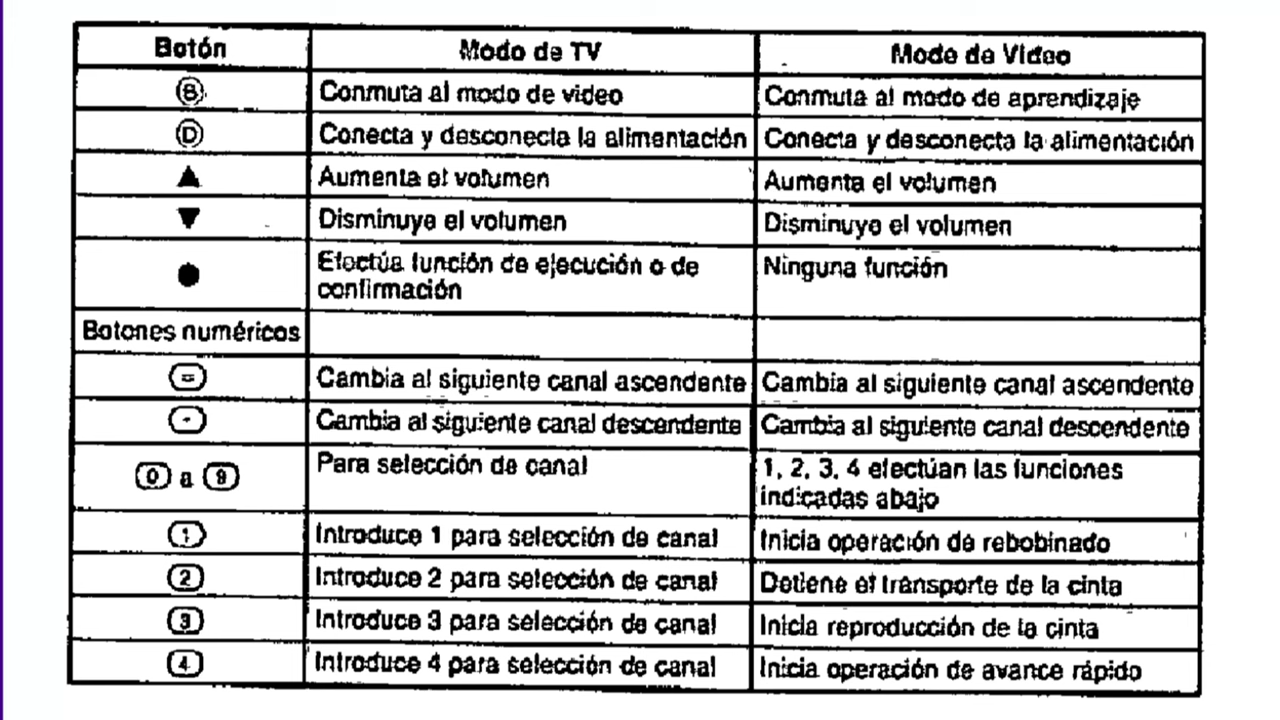 Botón Modo de TV Modo de Video
Ⓑ Conmuta al modo de video Conmuta al modo de aprendizaje
Ⓓ Conecta y desconecta la alimentación Conecta y desconecta la alimentación
▲ Aumenta el volumen Aumenta el volumen
▼ Disminuye el volumen Disminuye el volumen
● Efectúa función de ejecución o de confirmación Ninguna función
Botones numéricos
= Cambia al siguiente canal ascendente Cambia al siguiente canal ascendente
- Cambia al siguiente canal descendente Cambia al siguiente canal descendente
0 a 9 Para selección de canal 1, 2, 3, 4 efectúan las funciones indicadas abajo
1 Introduce 1 para selección de canal Inicia operación de rebobinado
2 Introduce 2 para selección de canal Detiene el transporte de la cinta
3 Introduce 3 para selección de canal Inicia reproducción de la cinta
4 Introduce 4 para selección de canal Inicia operación de avance rápido